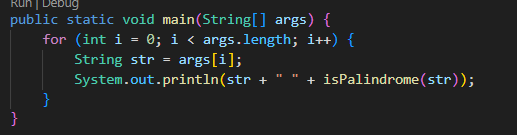 Run | Debug
public static void main(String[] args) {
    for (int i = 0; i < args.length; i++) {
        String str = args[i];
        System.out.println(str + " " + isPalindrome(str));
    }
}